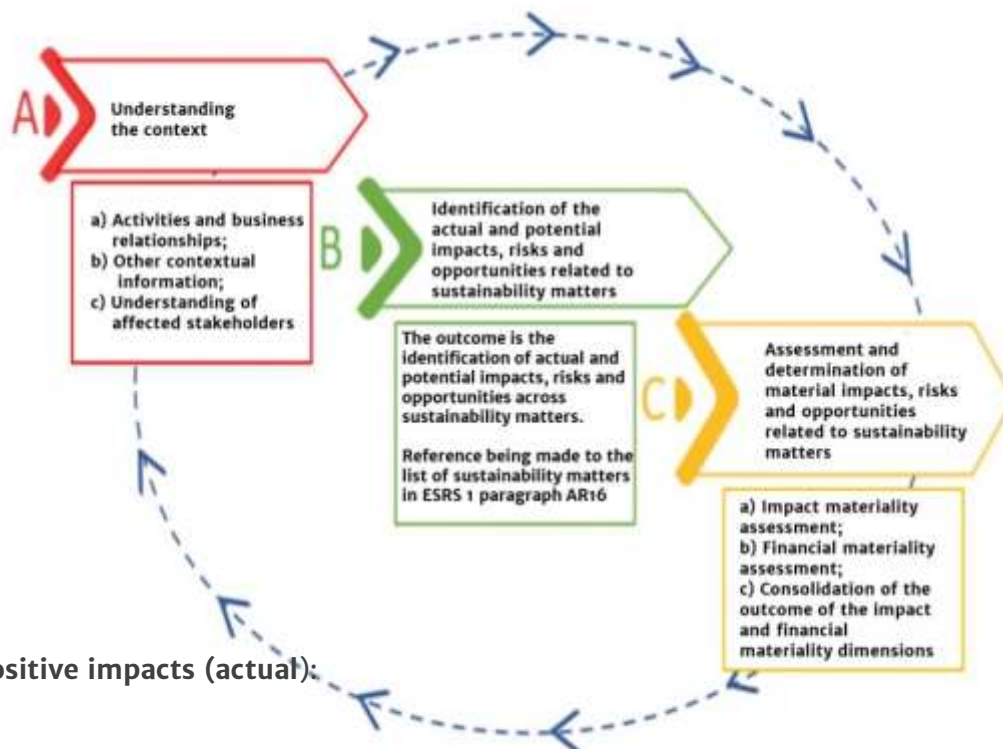 A
Understanding
the context
a) Activities and business
relationships;
b) Other contextual
information;
c) Understanding of
affected stakeholders
B
Identification of the
actual and potential
impacts, risks and
opportunities related to
sustainability matters
The outcome is the
identification of actual and
potential impacts, risks and
opportunities across
sustainability matters.
Reference being made to the
list of sustainability matters
in ESRS 1 paragraph AR16
C
Assessment and
determination of
material impacts, risks
and opportunities
related to sustainability
matters
a) Impact materiality
assessment;
b) Financial materiality
assessment;
c) Consolidation of the
outcome of the impact
and financial
materiality dimensions
ositive impacts (actual):